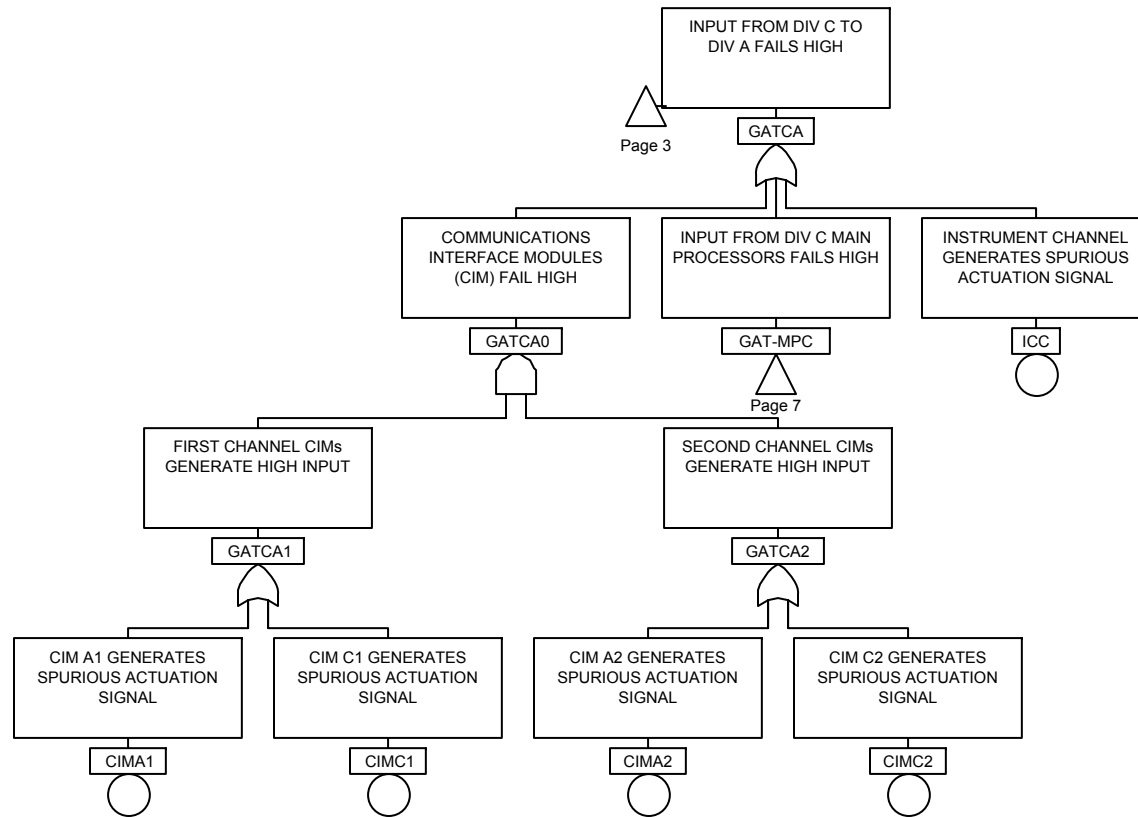 INPUT FROM DIV C TO
DIV A FAILS HIGH
Page 3
GATCA
COMMUNICATIONS
INTERFACE MODULES
(CIM) FAIL HIGH
INPUT FROM DIV C MAIN
PROCESSORS FAILS HIGH
INSTRUMENT CHANNEL
GENERATES SPURIOUS
ACTUATION SIGNAL
GATCA0
GAT-MPC
ICC
Page 7
FIRST CHANNEL CIMs
GENERATE HIGH INPUT
SECOND CHANNEL CIMs
GENERATE HIGH INPUT
GATCA1
GATCA2
CIM A1 GENERATES
SPURIOUS ACTUATION
SIGNAL
CIM C1 GENERATES
SPURIOUS ACTUATION
SIGNAL
CIM A2 GENERATES
SPURIOUS ACTUATION
SIGNAL
CIM C2 GENERATES
SPURIOUS ACTUATION
SIGNAL
CIMA1
CIMC1
CIMA2
CIMC2